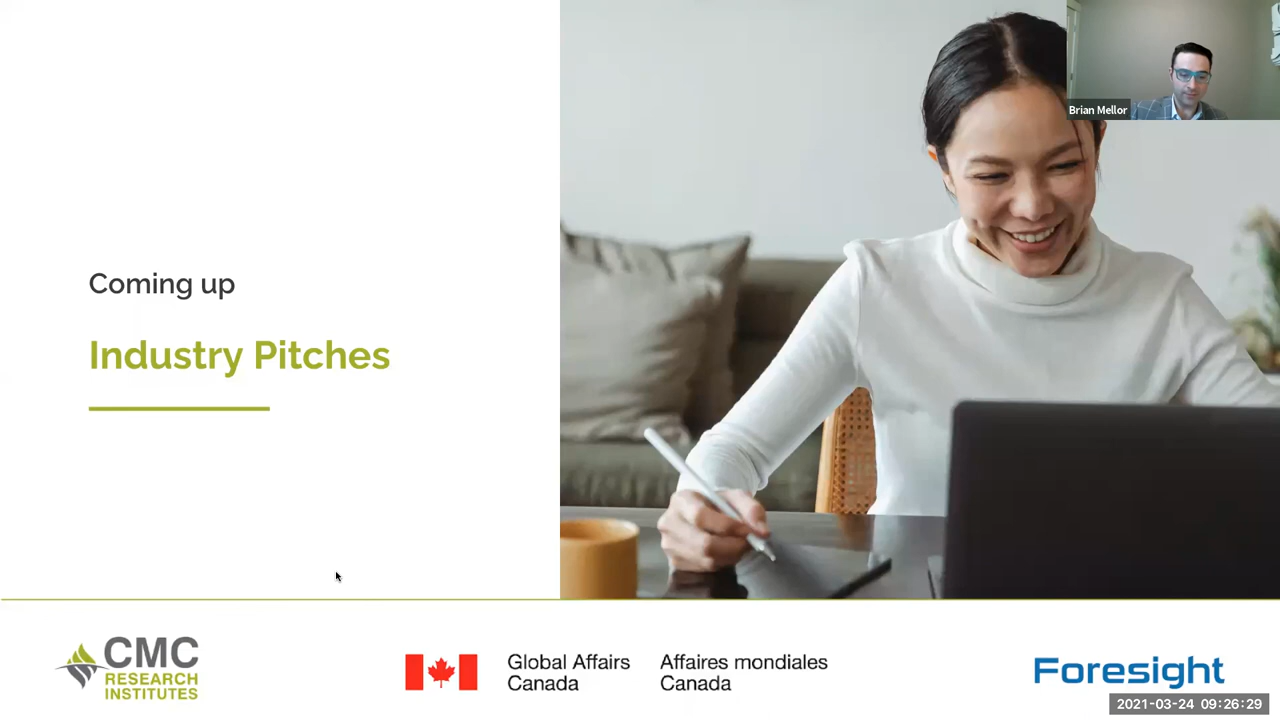 Brian Mellor
Coming up
Industry Pitches
CMC
RESEARCH
INSTITUTES
Global Affairs
Canada
Affaires mondiales
Canada
Foresight
2021-03-24 09:26:29